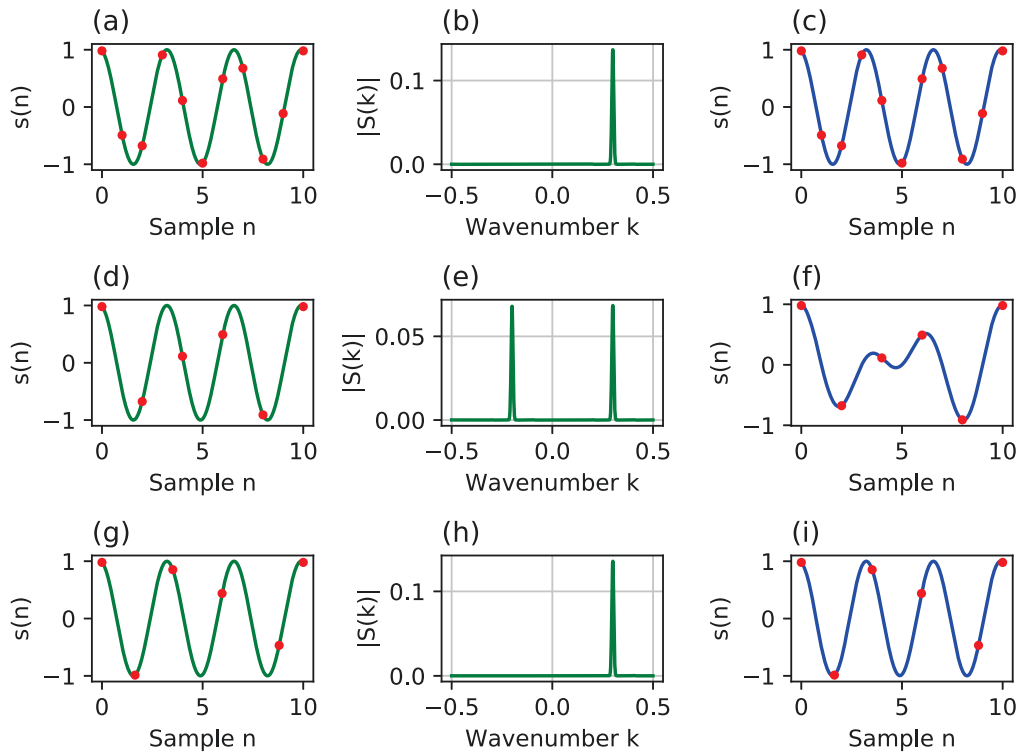 (a)
s(n)
1
0
−1
0
5
10
Sample n
(b)
|S(k)|
0.1
0.0
−0.5
0.0
0.5
Wavenumber k
(c)
s(n)
1
0
−1
0
5
10
Sample n
(d)
s(n)
1
0
−1
0
5
10
Sample n
(e)
|S(k)|
0.05
0.00
−0.5
0.0
0.5
Wavenumber k
(f)
s(n)
1
0
−1
0
5
10
Sample n
(g)
s(n)
1
0
−1
0
5
10
Sample n
(h)
|S(k)|
0.1
0.0
−0.5
0.0
0.5
Wavenumber k
(i)
s(n)
1
0
−1
0
5
10
Sample n